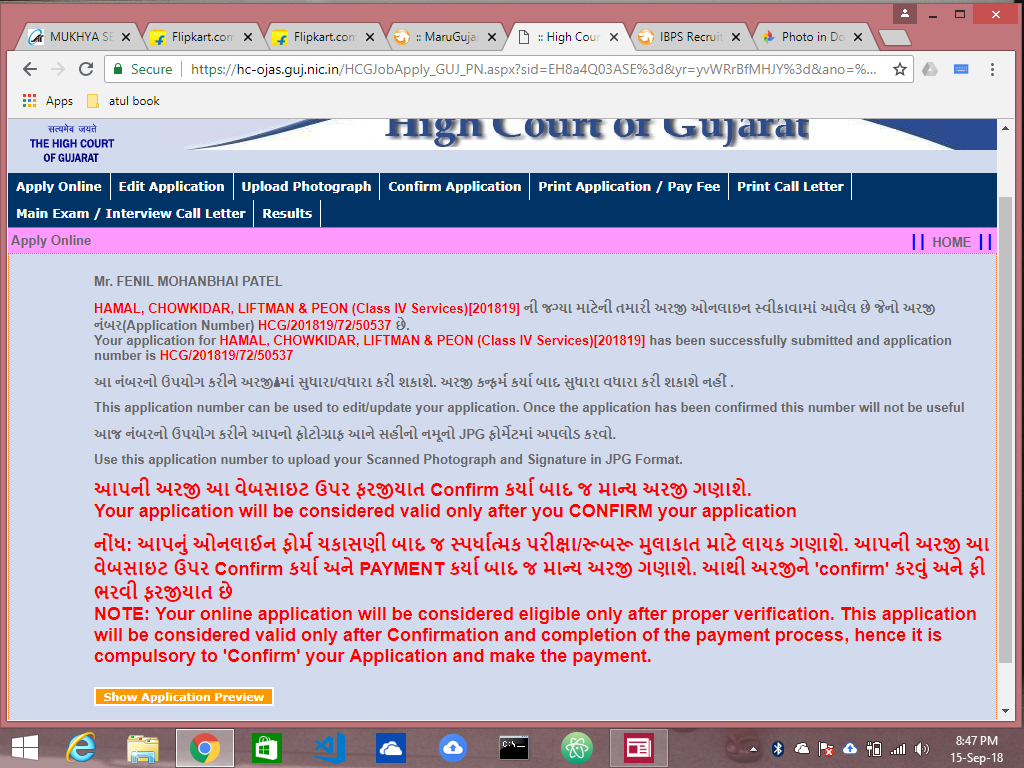 MUKHYA SE
Flipkart.com
Flipkart.com
:: MaruGujar
:: High Cour
IBPS Recruit
Photo in Do
Secure
https://hc-ojas.guj.nic.in/HCGJobApply_GUJ_PN.aspx?sid=EH8a4Q03ASE%3d&yr=yvWRrBfMHJY%3d&ano=%...
Apps
atul book
सत्यमेव जयते
THE HIGH COURT
OF GUJARAT
High Court of Gujarat
Apply Online
Edit Application
Upload Photograph
Confirm Application
Print Application / Pay Fee
Print Call Letter
Main Exam / Interview Call Letter
Results
Apply Online
|| HOME ||
Mr. FENIL MOHANBHAI PATEL
HAMAL, CHOWKIDAR, LIFTMAN & PEON (Class IV Services)[201819] ની જગ્યા માટેની તમારી અરજી ઓનલાઇન સ્વીકાવામાં આવેલ છે જેનો અરજી
નંબર(Application Number) HCG/201819/72/50537 છે.
Your application for HAMAL, CHOWKIDAR, LIFTMAN & PEON (Class IV Services)[201819] has been successfully submitted and application
number is HCG/201819/72/50537
આ નંબરનો ઉપયોગ કરીને અરજીમાં સુધારા/વધારા કરી શકાશે. અરજી કન્ફર્મ કર્યા બાદ સુધારા વધારા કરી શકાશે નહીં .
This application number can be used to edit/update your application. Once the application has been confirmed this number will not be useful
આજ નંબરનો ઉપયોગ કરીને આપનો ફોટોગ્રાફ આને સહીનો નમૂનો JPG ફોર્મેટમાં અપલોડ કરવો.
Use this application number to upload your Scanned Photograph and Signature in JPG Format.
આપની અરજી આ વેબસાઇટ ઉપર ફરજીયાત Confirm કર્યા બાદ જ માન્ય અરજી ગણાશે.
Your application will be considered valid only after you CONFIRM your application
નોંધ: આપનું ઓનલાઈન ફોર્મ ચકાસણી બાદ જ સ્પર્ધાત્મક પરીક્ષા/રૂબરૂ મુલાકાત માટે લાયક ગણાશે. આપની અરજી આ
વેબસાઇટ ઉપર Confirm કર્યા અને PAYMENT કર્યા બાદ જ માન્ય અરજી ગણાશે. આથી અરજીને 'confirm' કરવું અને ફી
ભરવી ફરજીયાત છે
NOTE: Your online application will be considered eligible only after proper verification. This application
will be considered valid only after Confirmation and completion of the payment process, hence it is
compulsory to 'Confirm' your Application and make the payment.
Show Application Preview
8:47 PM
15-Sep-18